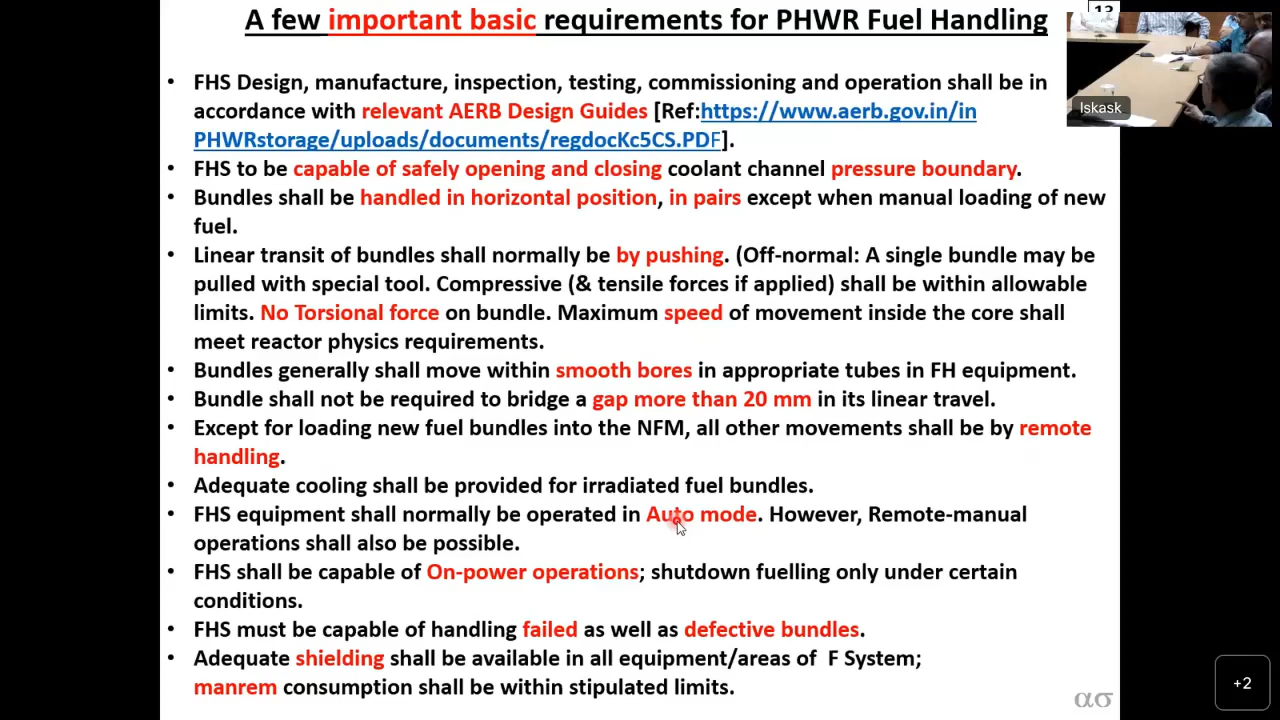 A few important basic requirements for PHWR Fuel Handling
13
• FHS Design, manufacture, inspection, testing, commissioning and operation shall be in
accordance with relevant AERB Design Guides [Ref:https://www.aerb.gov.in/in
PHWRstorage/uploads/documents/regdocKc5CS.PDF].
• FHS to be capable of safely opening and closing coolant channel pressure boundary.
• Bundles shall be handled in horizontal position, in pairs except when manual loading of new
fuel.
• Linear transit of bundles shall normally be by pushing. (Off-normal: A single bundle may be
pulled with special tool. Compressive (& tensile forces if applied) shall be within allowable
limits. No Torsional force on bundle. Maximum speed of movement inside the core shall
meet reactor physics requirements.
• Bundles generally shall move within smooth bores in appropriate tubes in FH equipment.
• Bundle shall not be required to bridge a gap more than 20 mm in its linear travel.
• Except for loading new fuel bundles into the NFM, all other movements shall be by remote
handling.
• Adequate cooling shall be provided for irradiated fuel bundles.
• FHS equipment shall normally be operated in Auto mode. However, Remote-manual
operations shall also be possible.
• FHS shall be capable of On-power operations; shutdown fuelling only under certain
conditions.
• FHS must be capable of handling failed as well as defective bundles.
• Adequate shielding shall be available in all equipment/areas of F System;
manrem consumption shall be within stipulated limits.
Iskask
+2
ασ